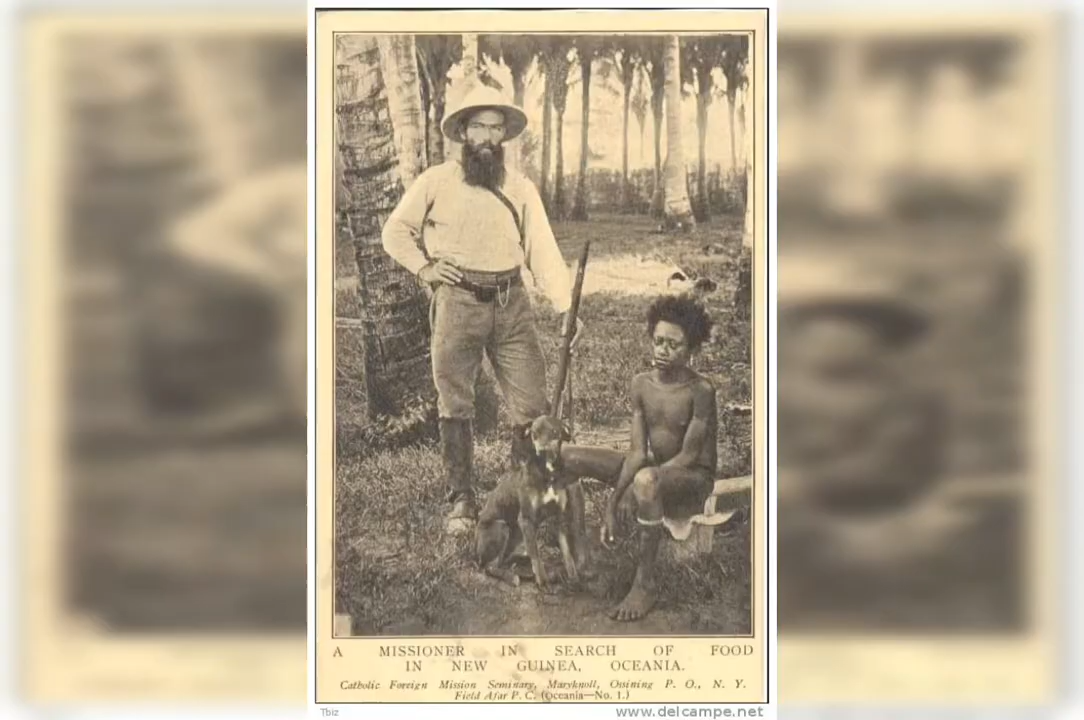 A MISSIONER IN SEARCH OF FOOD
IN NEW GUINEA, OCEANIA.
Catholic Foreign Mission Seminary, Maryknoll, Ossining P. O., N. Y.
Field Afar P. C. (Oceania—No. 1.)
Tbiz www.delcampe.net